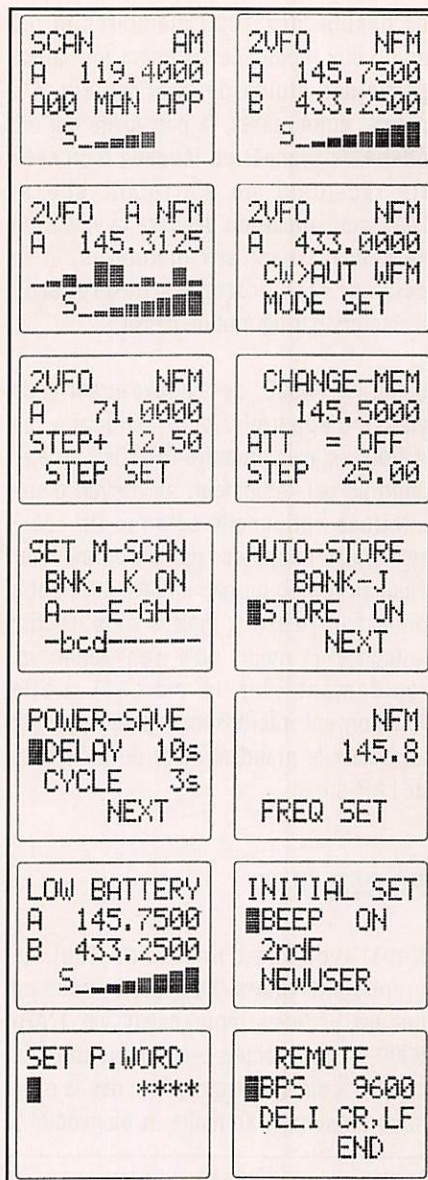 SCAN AM
A 119.4000
A00 MAN APP
S
2VFO NFM
A 145.7500
B 433.2500
S
2VFO A NFM
A 145.3125
S
2VFO NFM
A 433.0000
CW>AUT WFM
MODE SET
2VFO NFM
A 71.0000
STEP+ 12.50
STEP SET
CHANGE-MEM
145.5000
ATT = OFF
STEP 25.00
SET M-SCAN
BNK.LK ON
A---E-GH--
-bcd------
AUTO-STORE
BANK-J
STORE ON
NEXT
POWER-SAVE
DELAY 10s
CYCLE 3s
NEXT
NFM
145.8
FREQ SET
LOW BATTERY
A 145.7500
B 433.2500
S
INITIAL SET
BEEP ON
2ndF
NEWUSER
SET P.WORD
****
REMOTE
BPS 9600
DELI CR,LF
END